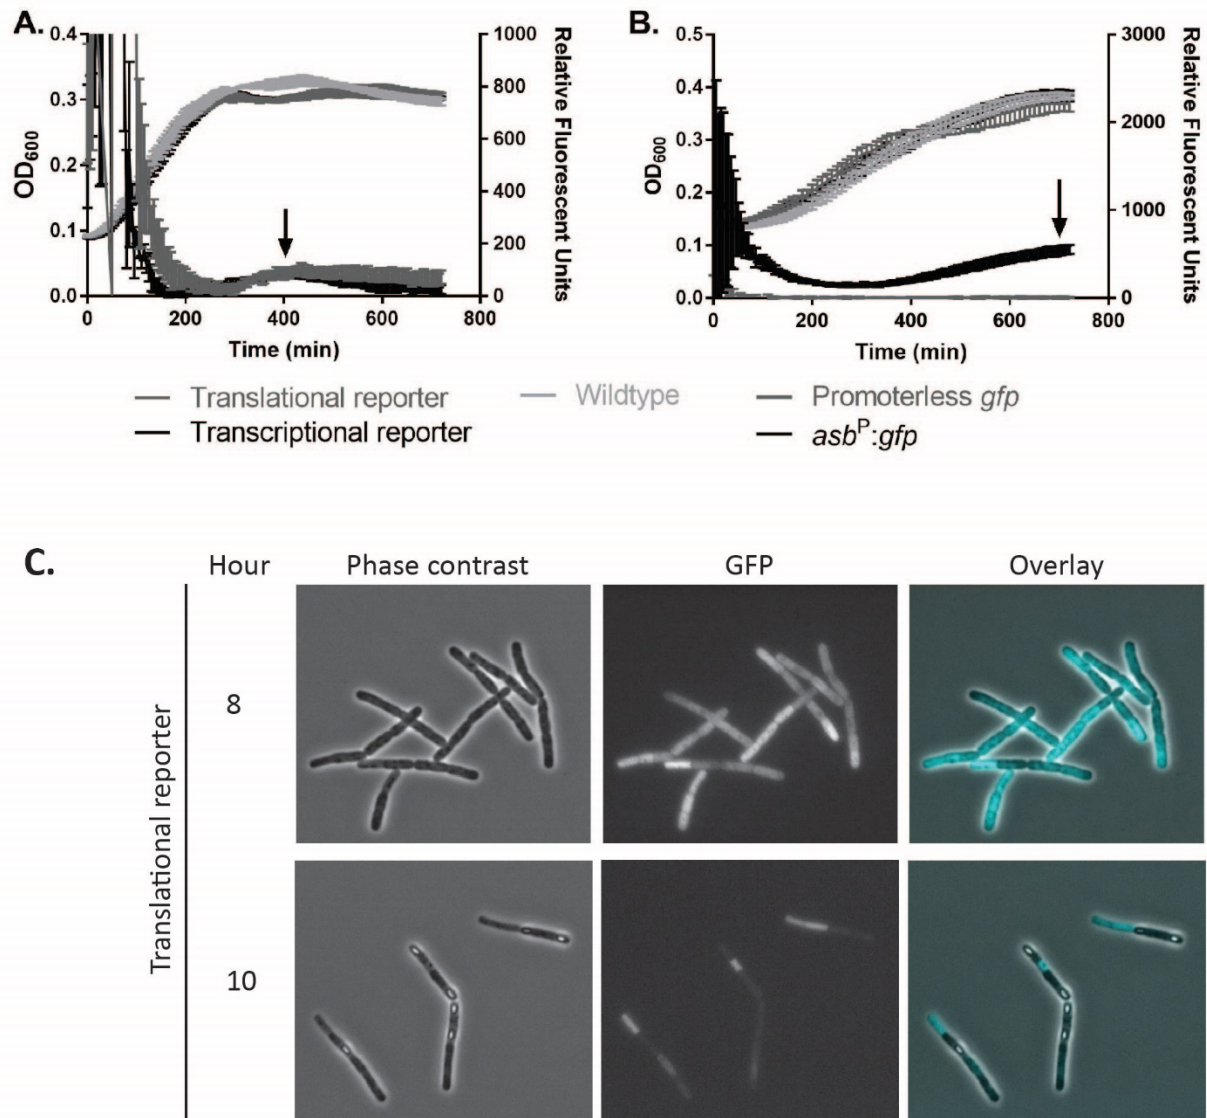 A.
B.
0.4
0.3
0.2
0.1
0.0
OD600
1000
800
600
400
200
0
Relative Fluorescent Units
0 200 400 600 800
Time (min)
0.5
0.4
0.3
0.2
0.1
0.0
OD600
3000
2000
1000
0
Relative Fluorescent Units
0 200 400 600 800
Time (min)
Translational reporter
Transcriptional reporter
Wildtype
Promoterless gfp
asbP:gfp
C.
Hour Phase contrast GFP Overlay
Translational reporter
8
10